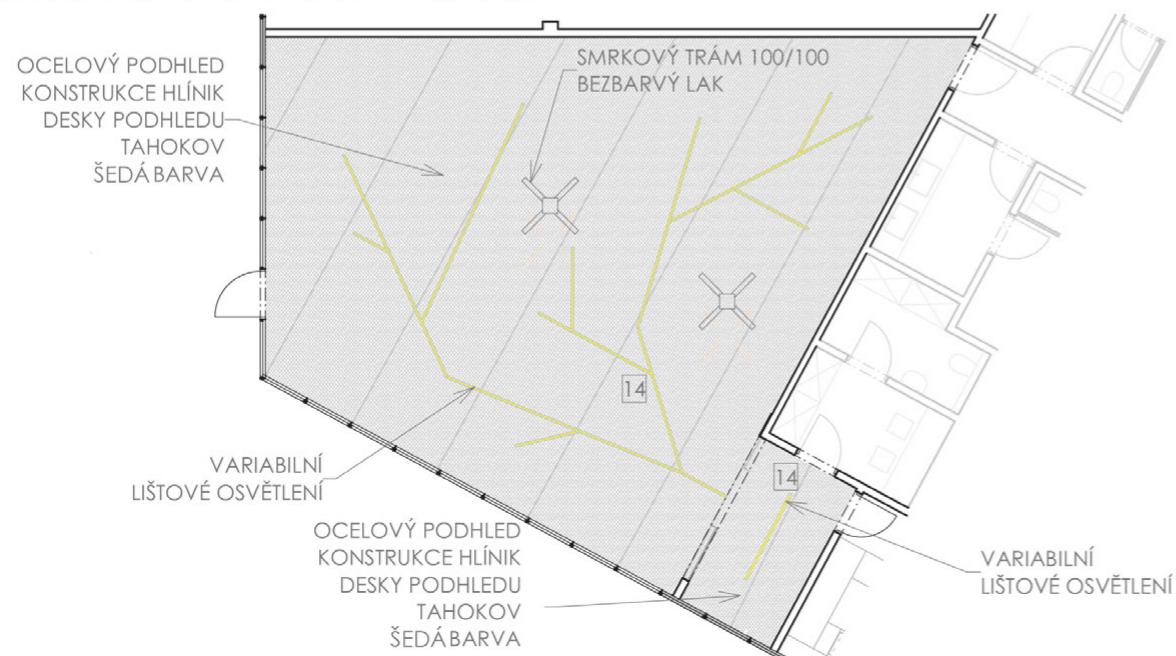 OCELOVÝ PODHLED
KONSTRUKCE HLÍNIK
DESKY PODHLEDU
TAHOKOV
ŠEDÁ BARVA
SMRKOVÝ TRÁM 100/100
BEZBARVÝ LAK
14
VARIABILNÍ
LIŠTOVÉ OSVĚTLENÍ
14
OCELOVÝ PODHLED
KONSTRUKCE HLÍNIK
DESKY PODHLEDU
TAHOKOV
ŠEDÁ BARVA
VARIABILNÍ
LIŠTOVÉ OSVĚTLENÍ